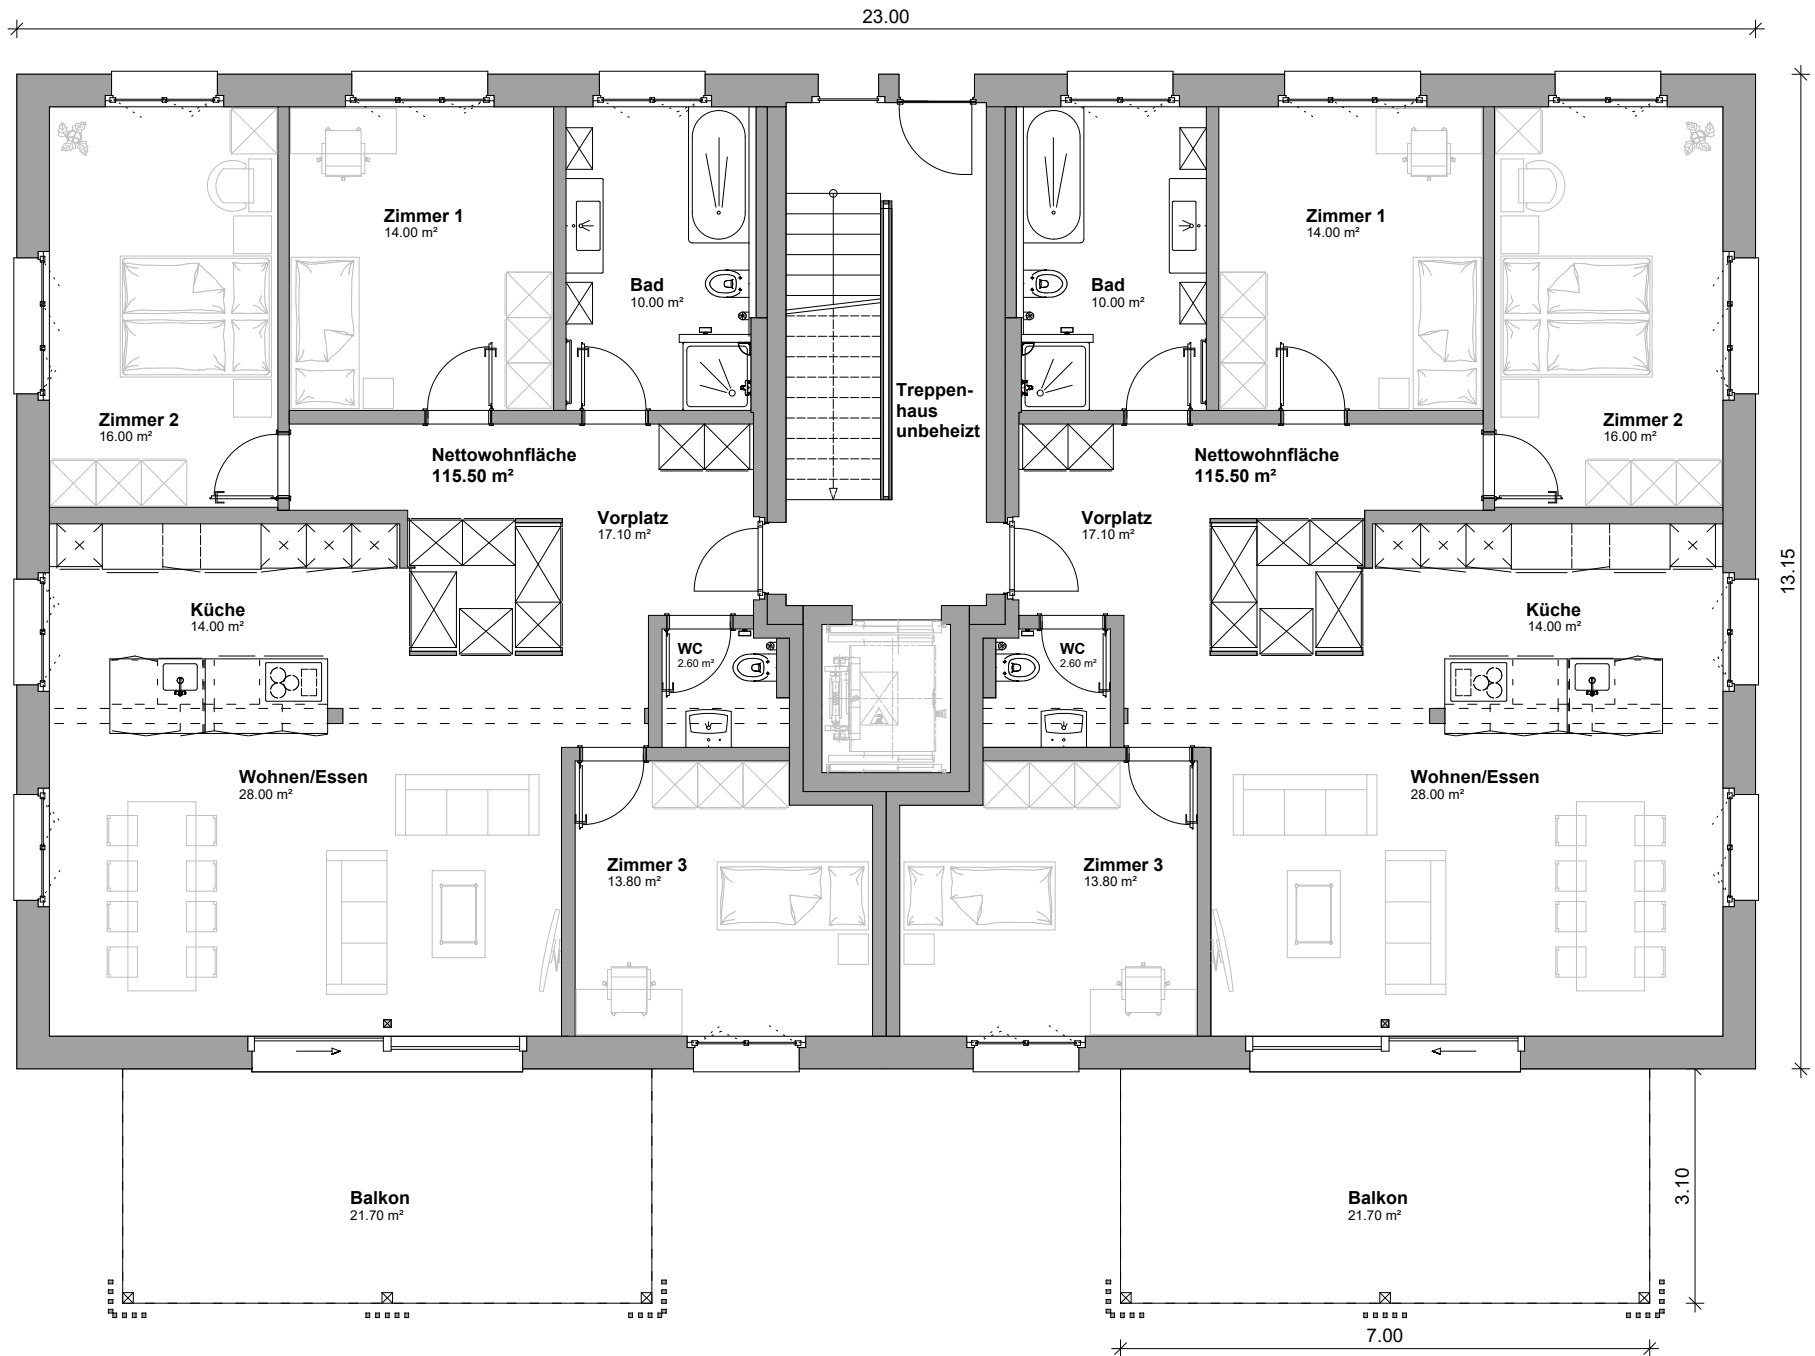 23.00
Zimmer 1
14.00 m²
Zimmer 1
14.00 m²
Bad
10.00 m²
Bad
10.00 m²
Treppen-
haus
unbeheizt
Zimmer 2
16.00 m²
Zimmer 2
16.00 m²
Nettowohnfläche
115.50 m²
Nettowohnfläche
115.50 m²
Vorplatz
17.10 m²
Vorplatz
17.10 m²
13.15
Küche
14.00 m²
Küche
14.00 m²
WC
2.60 m²
WC
2.60 m²
Wohnen/Essen
28.00 m²
Wohnen/Essen
28.00 m²
Zimmer 3
13.80 m²
Zimmer 3
13.80 m²
Balkon
21.70 m²
Balkon
21.70 m²
3.10
7.00